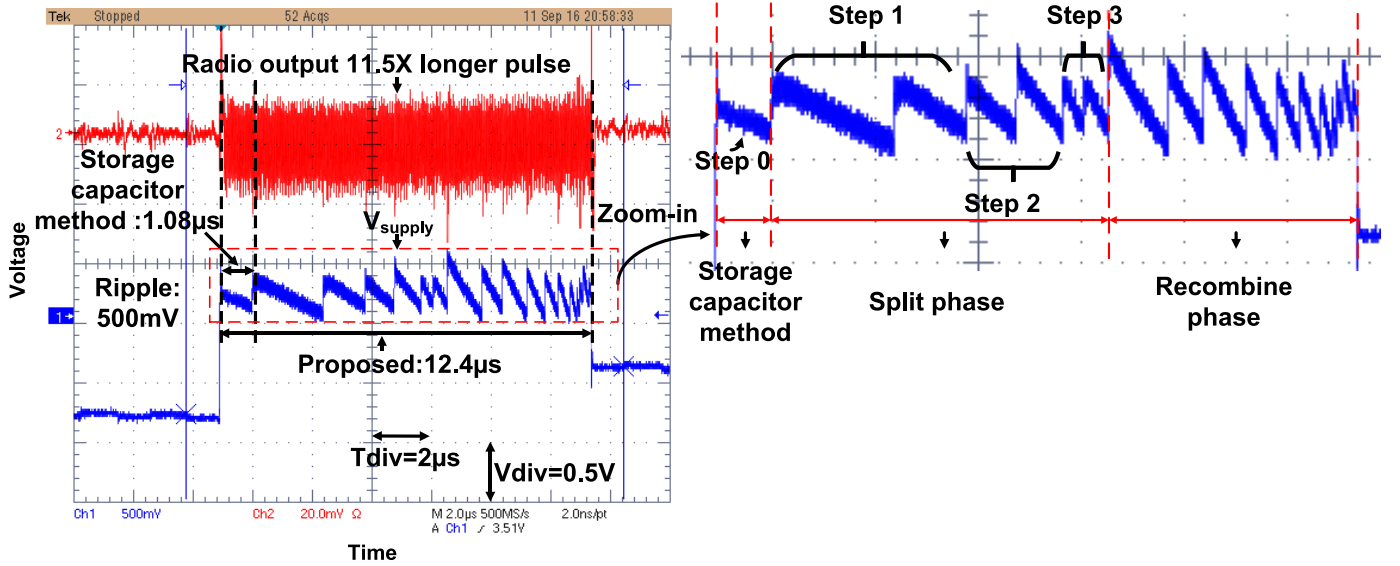 Tek Stopped 52 Acqs 11 Sep 16 20:58:33
Radio output 11.5X longer pulse
2
Storage
capacitor
method :1.08µs
Vsupply
Zoom-in
Ripple:
500mV
1
Proposed:12.4µs
Tdiv=2µs
Vdiv=0.5V
Voltage
Ch1 500mV Ch2 20.0mV Ω M 2.0µs 500MS/s 2.0ns/pt
A Ch1 ⁄ 3.51V
Time
Step 1
Step 3
Step 0
Step 2
Storage
capacitor
method
Split phase
Recombine
phase